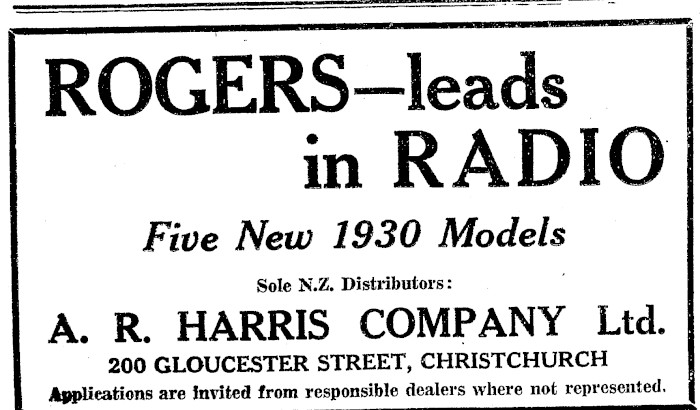 ROGERS—leads
in RADIO
Five New 1930 Models
Sole N.Z. Distributors:
A. R. HARRIS COMPANY Ltd.
200 GLOUCESTER STREET, CHRISTCHURCH
Applications are invited from responsible dealers where not represented.